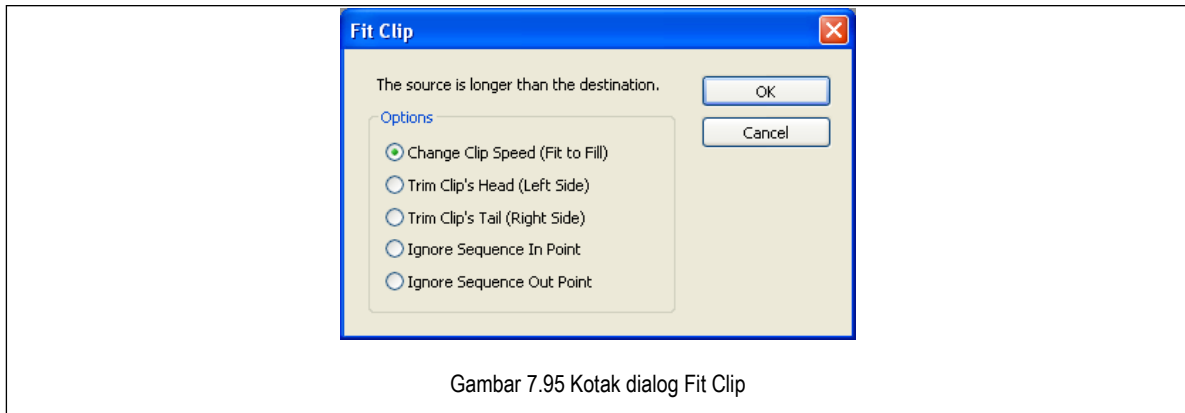 Fit Clip
The source is longer than the destination.
OK
Options
Cancel
Change Clip Speed (Fit to Fill)
Trim Clip's Head (Left Side)
Trim Clip's Tail (Right Side)
Ignore Sequence In Point
Ignore Sequence Out Point
Gambar 7.95 Kotak dialog Fit Clip